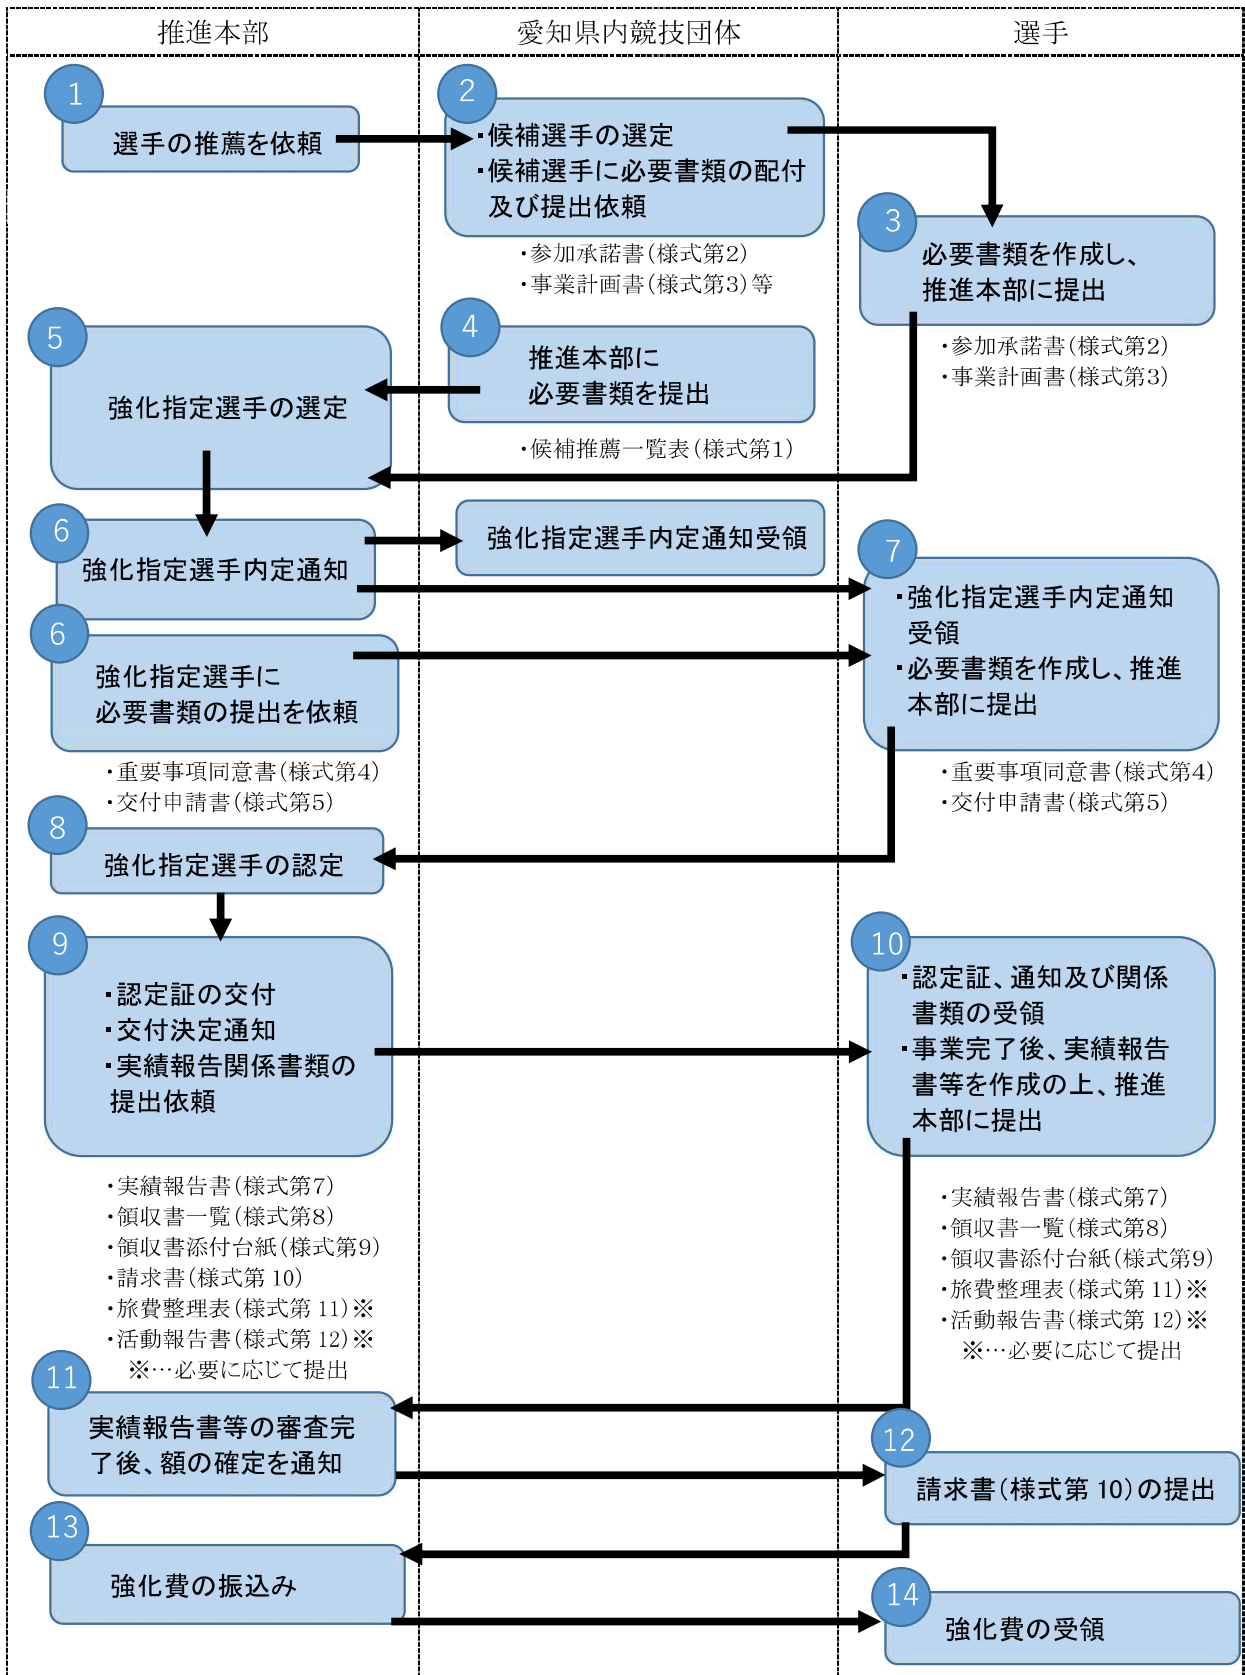 推進本部
愛知県内競技団体
選手
1
選手の推薦を依頼
2
・候補選手の選定
・候補選手に必要書類の配付
及び提出依頼
・参加承諾書(様式第2)
・事業計画書(様式第3)等
3
必要書類を作成し、
推進本部に提出
・参加承諾書(様式第2)
・事業計画書(様式第3)
4
推進本部に
必要書類を提出
・候補推薦一覧表(様式第1)
5
強化指定選手の選定
6
強化指定選手内定通知
強化指定選手内定通知受領
6
強化指定選手に
必要書類の提出を依頼
・重要事項同意書(様式第4)
・交付申請書(様式第5)
7
・強化指定選手内定通知
受領
・必要書類を作成し、推進
本部に提出
・重要事項同意書(様式第4)
・交付申請書(様式第5)
8
強化指定選手の認定
9
・認定証の交付
・交付決定通知
・実績報告関係書類の
提出依頼
・実績報告書(様式第7)
・領収書一覧(様式第8)
・領収書添付台紙(様式第9)
・請求書(様式第 10)
・旅費整理表(様式第 11)※
・活動報告書(様式第 12)※
※…必要に応じて提出
10
・認定証、通知及び関係
書類の受領
・事業完了後、実績報告
書等を作成の上、推進
本部に提出
・実績報告書(様式第7)
・領収書一覧(様式第8)
・領収書添付台紙(様式第9)
・旅費整理表(様式第 11)※
・活動報告書(様式第 12)※
※…必要に応じて提出
11
実績報告書等の審査完
了後、額の確定を通知
12
請求書(様式第 10)の提出
13
強化費の振込み
14
強化費の受領